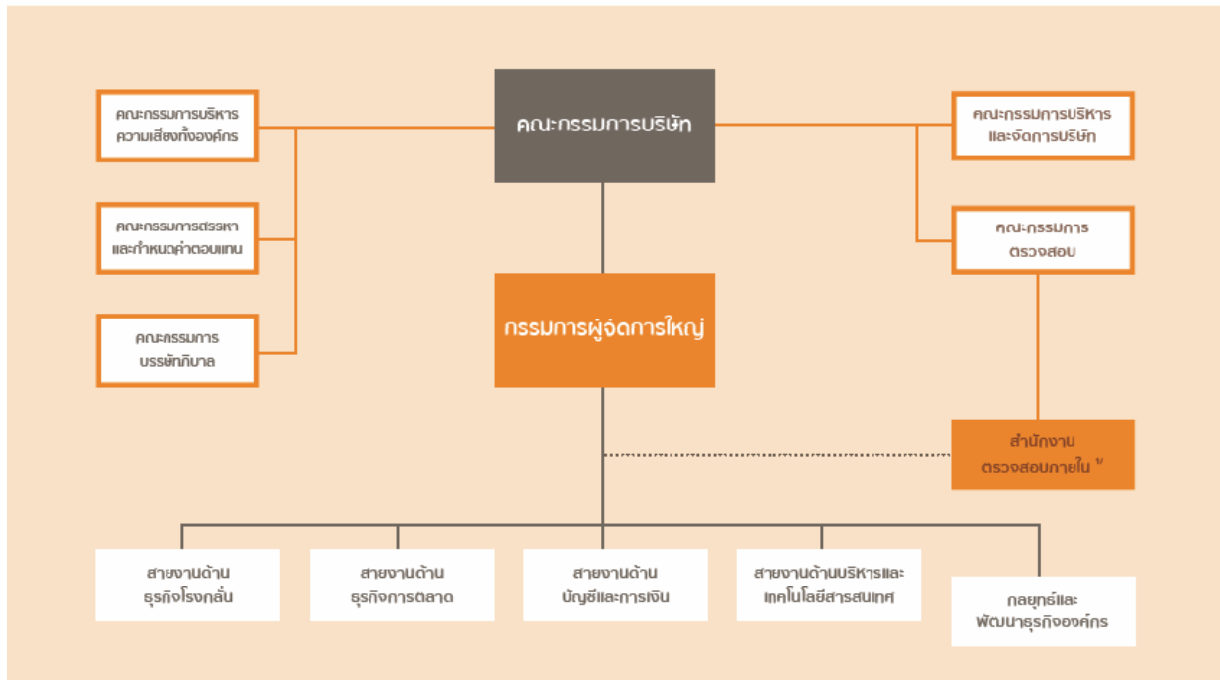 คณะกรรมการบริหาร
ความเสี่ยงทั้งองค์กร
คณะกรรมการบริษัท
คณะกรรมการบริหาร
และจัดการบริษัท
คณะกรรมการสรรหา
และกำหนดค่าตอบแทน
คณะกรรมการ
ตรวจสอบ
กรรมการผู้จัดการใหญ่
คณะกรรมการ
บรรษัทภิบาล
สำนักงาน
ตรวจสอบภายใน ¹/
สายงานด้าน
ธุรกิจโรงกลั่น
สายงานด้าน
ธุรกิจการตลาด
สายงานด้าน
บัญชีและการเงิน
สายงานด้านบริหารและ
เทคโนโลยีสารสนเทศ
กลยุทธ์และ
พัฒนาธุรกิจองค์กร